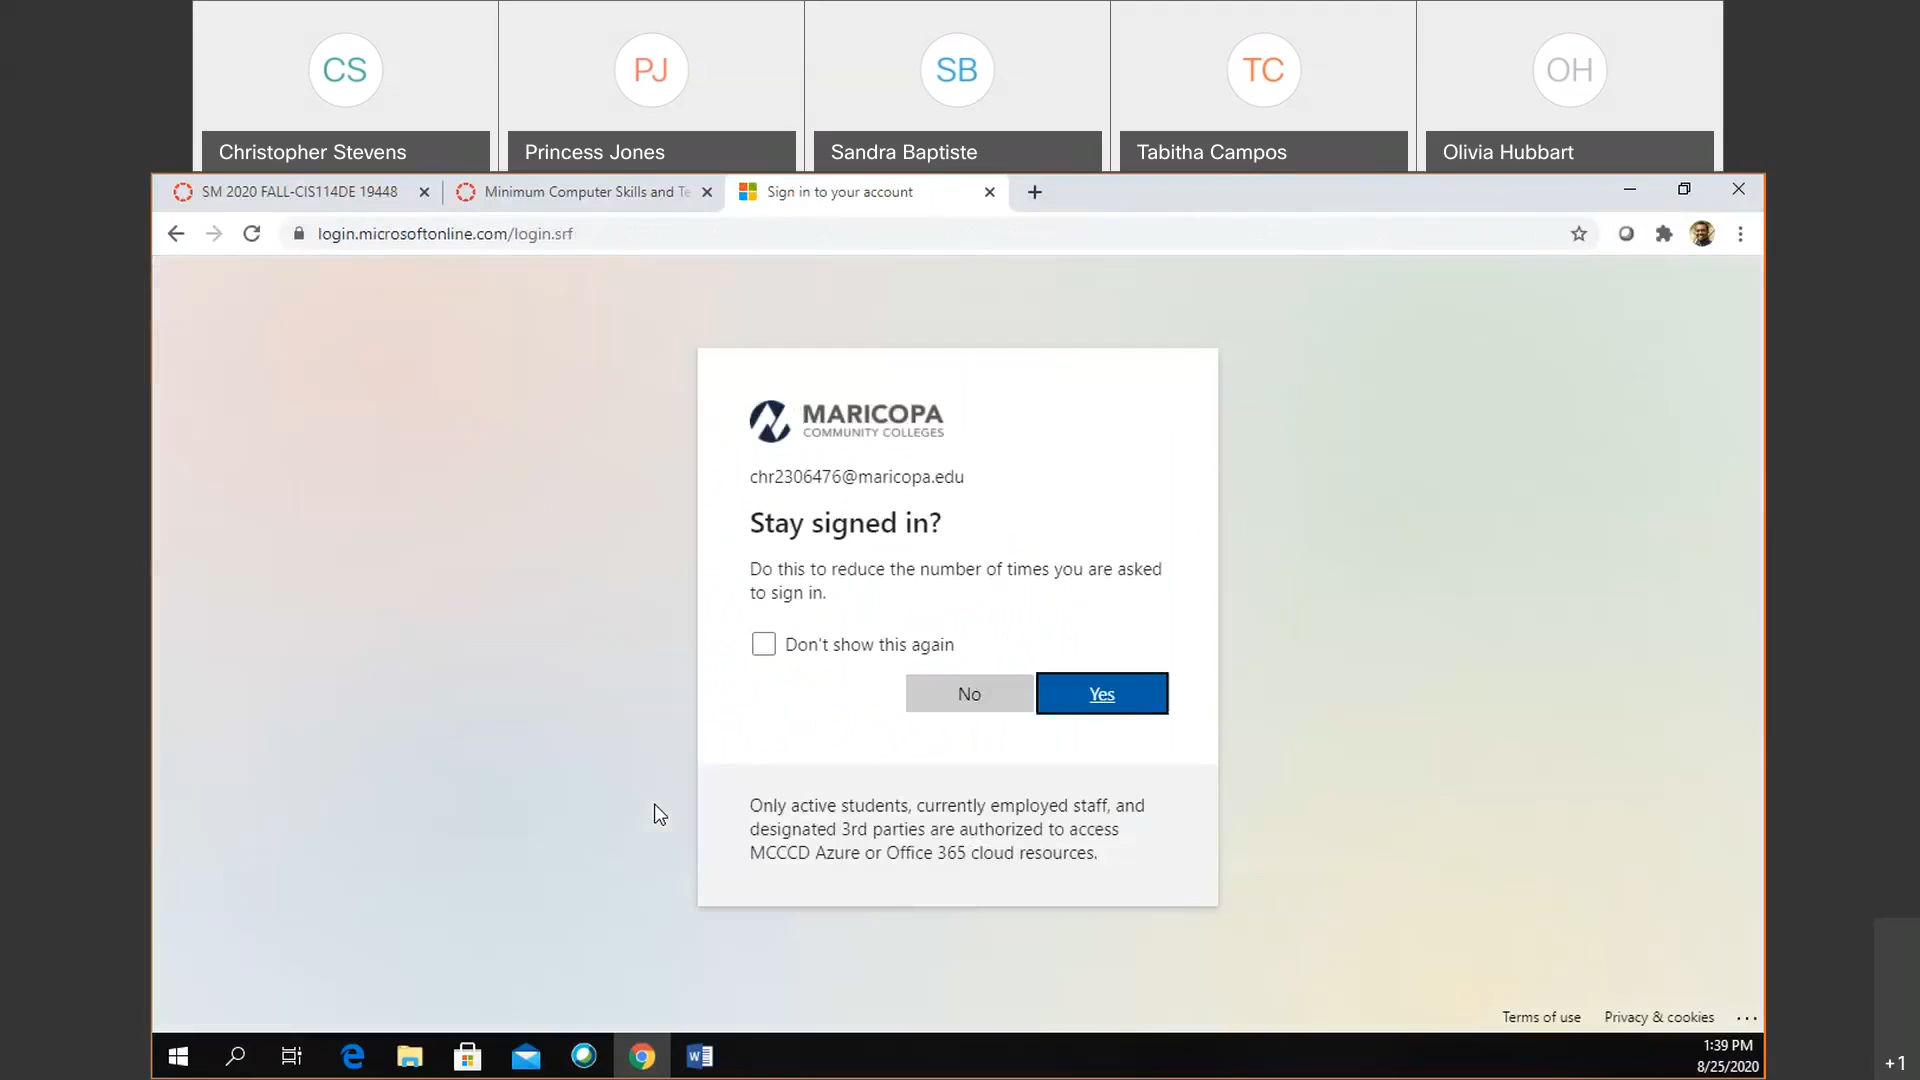 CS
PJ
SB
TC
OH
Christopher Stevens
Princess Jones
Sandra Baptiste
Tabitha Campos
Olivia Hubbart
SM 2020 FALL-CIS114DE 19448
Minimum Computer Skills and Te
Sign in to your account
login.microsoftonline.com/login.srf
MARICOPA
COMMUNITY COLLEGES
chr2306476@maricopa.edu
Stay signed in?
Do this to reduce the number of times you are asked
to sign in.
Don't show this again
No
Yes
Only active students, currently employed staff, and
designated 3rd parties are authorized to access
MCCCD Azure or Office 365 cloud resources.
Terms of use
Privacy & cookies
...
1:39 PM
8/25/2020
+1